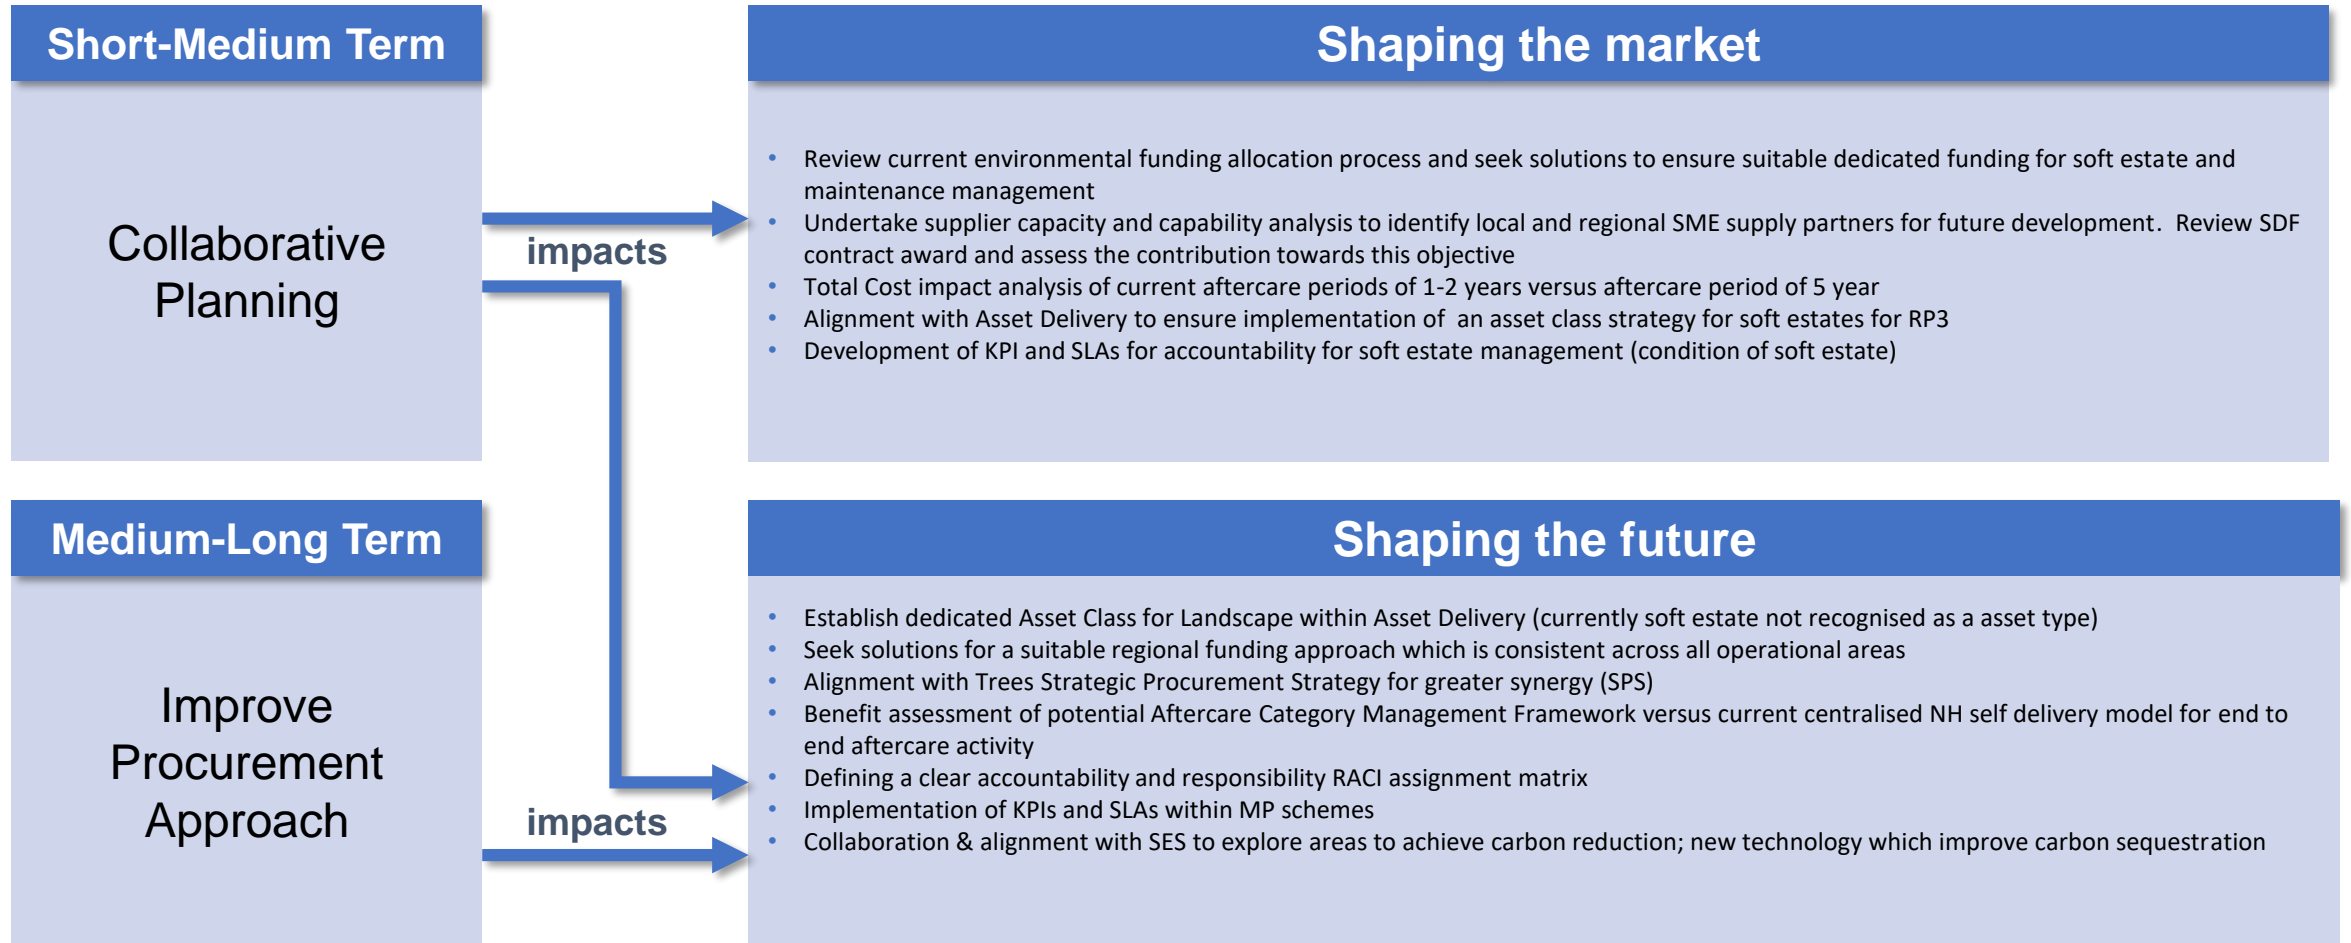 Short-Medium Term
Collaborative
Planning
impacts
Shaping the market
• Review current environmental funding allocation process and seek solutions to ensure suitable dedicated funding for soft estate and
maintenance management
• Undertake supplier capacity and capability analysis to identify local and regional SME supply partners for future development.  Review SDF
contract award and assess the contribution towards this objective
• Total Cost impact analysis of current aftercare periods of 1-2 years versus aftercare period of 5 year
• Alignment with Asset Delivery to ensure implementation of  an asset class strategy for soft estates for RP3
• Development of KPI and SLAs for accountability for soft estate management (condition of soft estate)
Medium-Long Term
Improve
Procurement
Approach
impacts
Shaping the future
• Establish dedicated Asset Class for Landscape within Asset Delivery (currently soft estate not recognised as a asset type)
• Seek solutions for a suitable regional funding approach which is consistent across all operational areas
• Alignment with Trees Strategic Procurement Strategy for greater synergy (SPS)
• Benefit assessment of potential Aftercare Category Management Framework versus current centralised NH self delivery model for end to
end aftercare activity
• Defining a clear accountability and responsibility RACI assignment matrix
• Implementation of KPIs and SLAs within MP schemes
• Collaboration & alignment with SES to explore areas to achieve carbon reduction; new technology which improve carbon sequestration